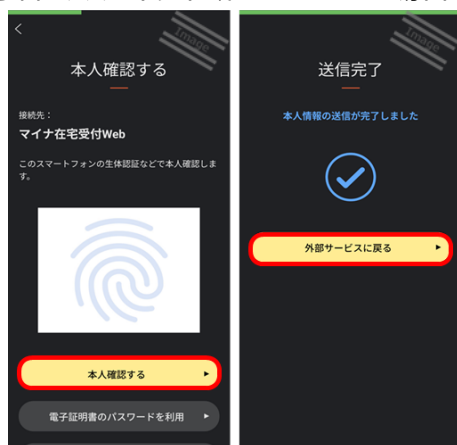 Image
本人確認する
接続先：
マイナ在宅受付Web
このスマートフォンの生体認証などで本人確認しま
す。
本人確認する
電子証明書のパスワードを利用
Image
送信完了
本人情報の送信が完了しました
外部サービスに戻る